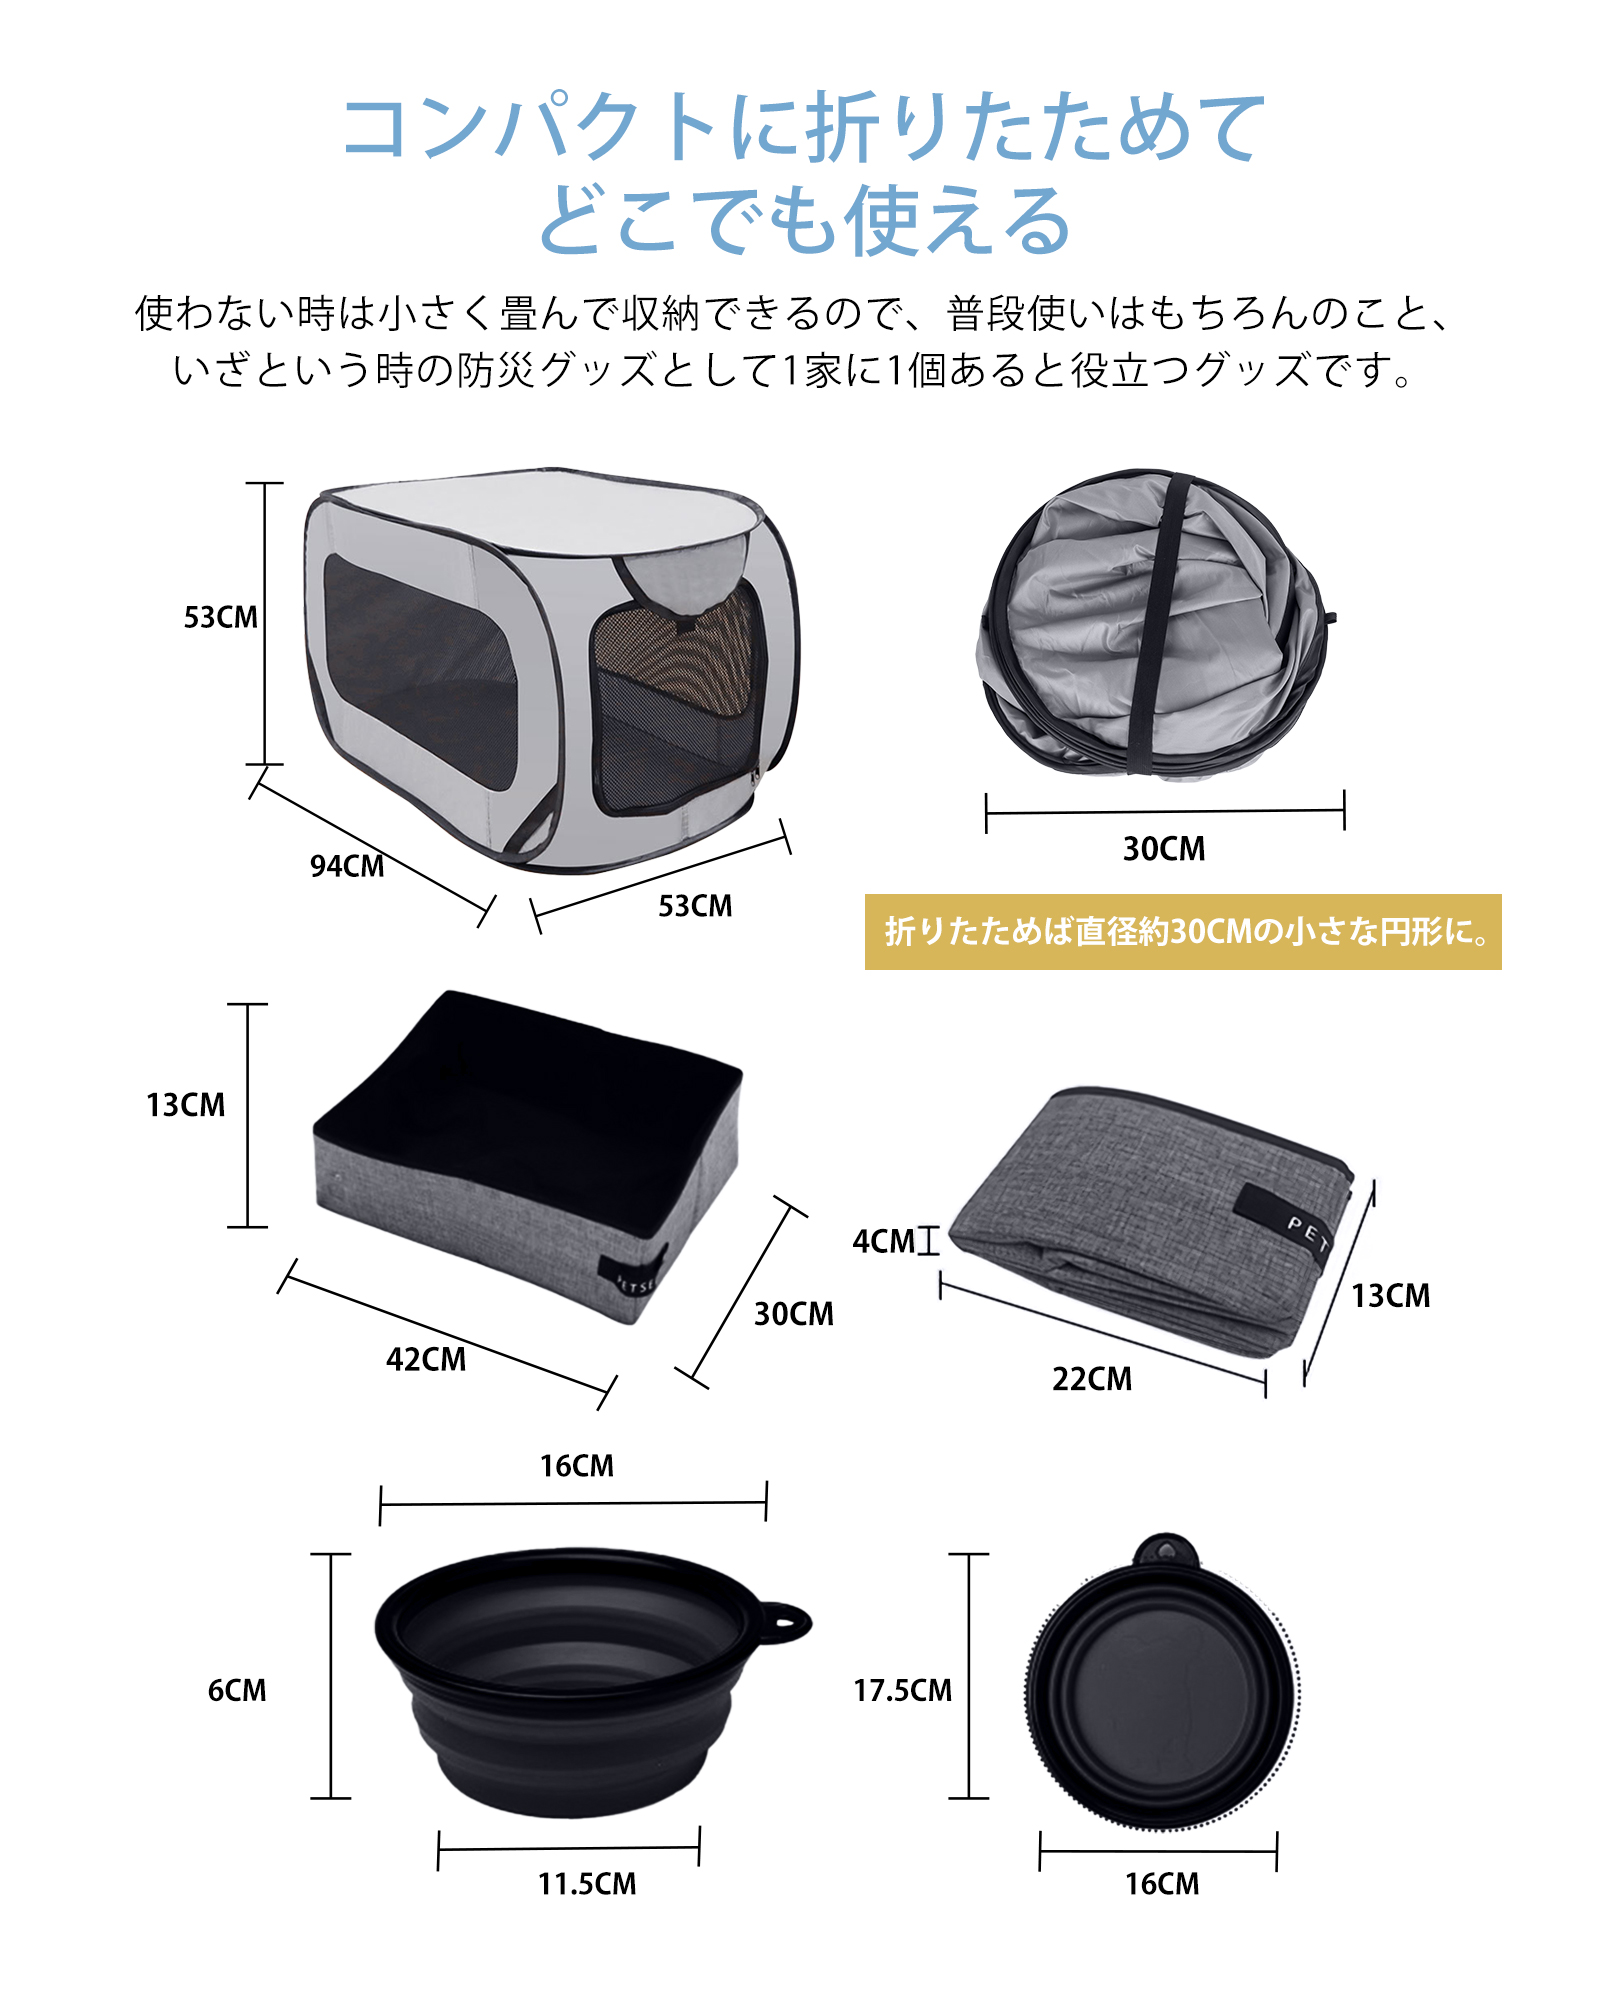 コンパクトに折りたためて
どこでも使える
使わない時は小さく畳んで収納できるので、普段使いはもちろんのこと、
いざという時の防災グッズとして1家に1個あると役立つグッズです。
53CM
94CM
53CM
30CM
折りたためば直径約30CMの小さな円形に。
13CM
42CM
30CM
4CM
PET
13CM
22CM
16CM
6CM
11.5CM
17.5CM
16CM